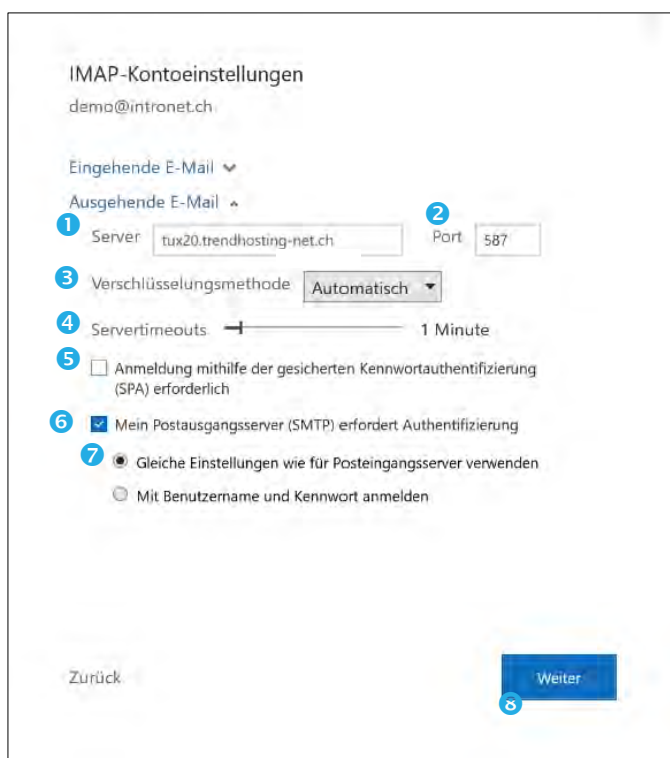 IMAP-Kontoeinstellungen
demo@intronet.ch
Eingehende E-Mail
Ausgehende E-Mail
1 Server tux20.trendhosting-net.ch 2 Port 587
3 Verschlüsselungsmethode Automatisch
4 Servertimeouts 1 Minute
5 Anmeldung mithilfe der gesicherten Kennwortauthentifizierung
(SPA) erforderlich
6 Mein Postausgangsserver (SMTP) erfordert Authentifizierung
7 Gleiche Einstellungen wie für Posteingangsserver verwenden
Mit Benutzername und Kennwort anmelden
Zurück Weiter
8